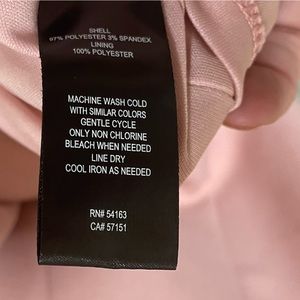 SHELL
97% POLYESTER 3% SPANDEX
LINING
100% POLYESTER
MACHINE WASH COLD
WITH SIMILAR COLORS
GENTLE CYCLE
ONLY NON CHLORINE
BLEACH WHEN NEEDED
LINE DRY
COOL IRON AS NEEDED
RN# 54163
CA# 57151